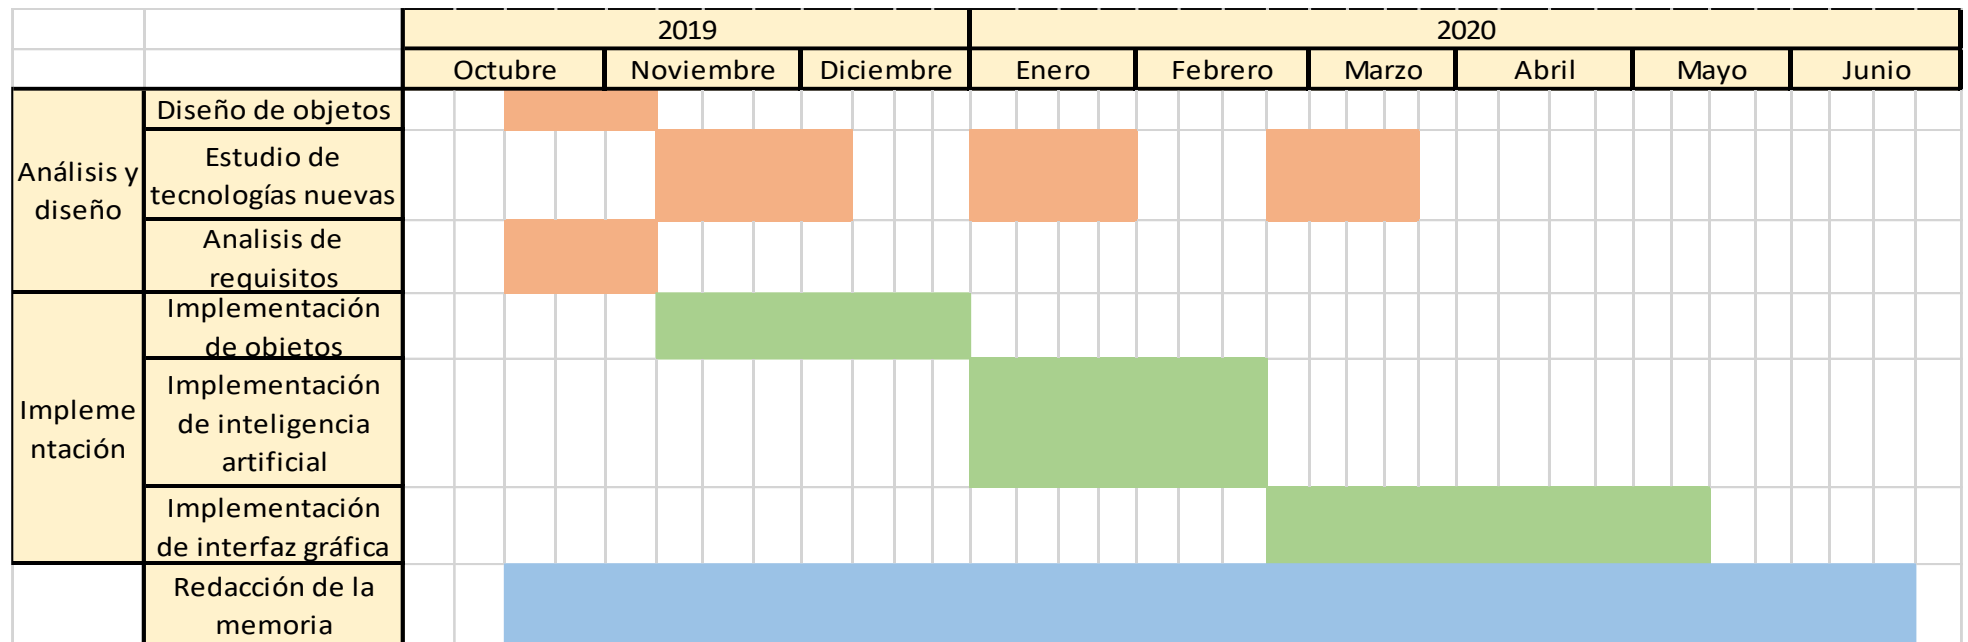 2019
2020
Octubre
Noviembre
Diciembre
Enero
Febrero
Marzo
Abril
Mayo
Junio
Análisis y
diseño
Diseño de objetos
Estudio de
tecnologías nuevas
Analisis de
requisitos
Impleme
ntación
Implementación
de objetos
Implementación
de inteligencia
artificial
Implementación
de interfaz gráfica
Redacción de la
memoria